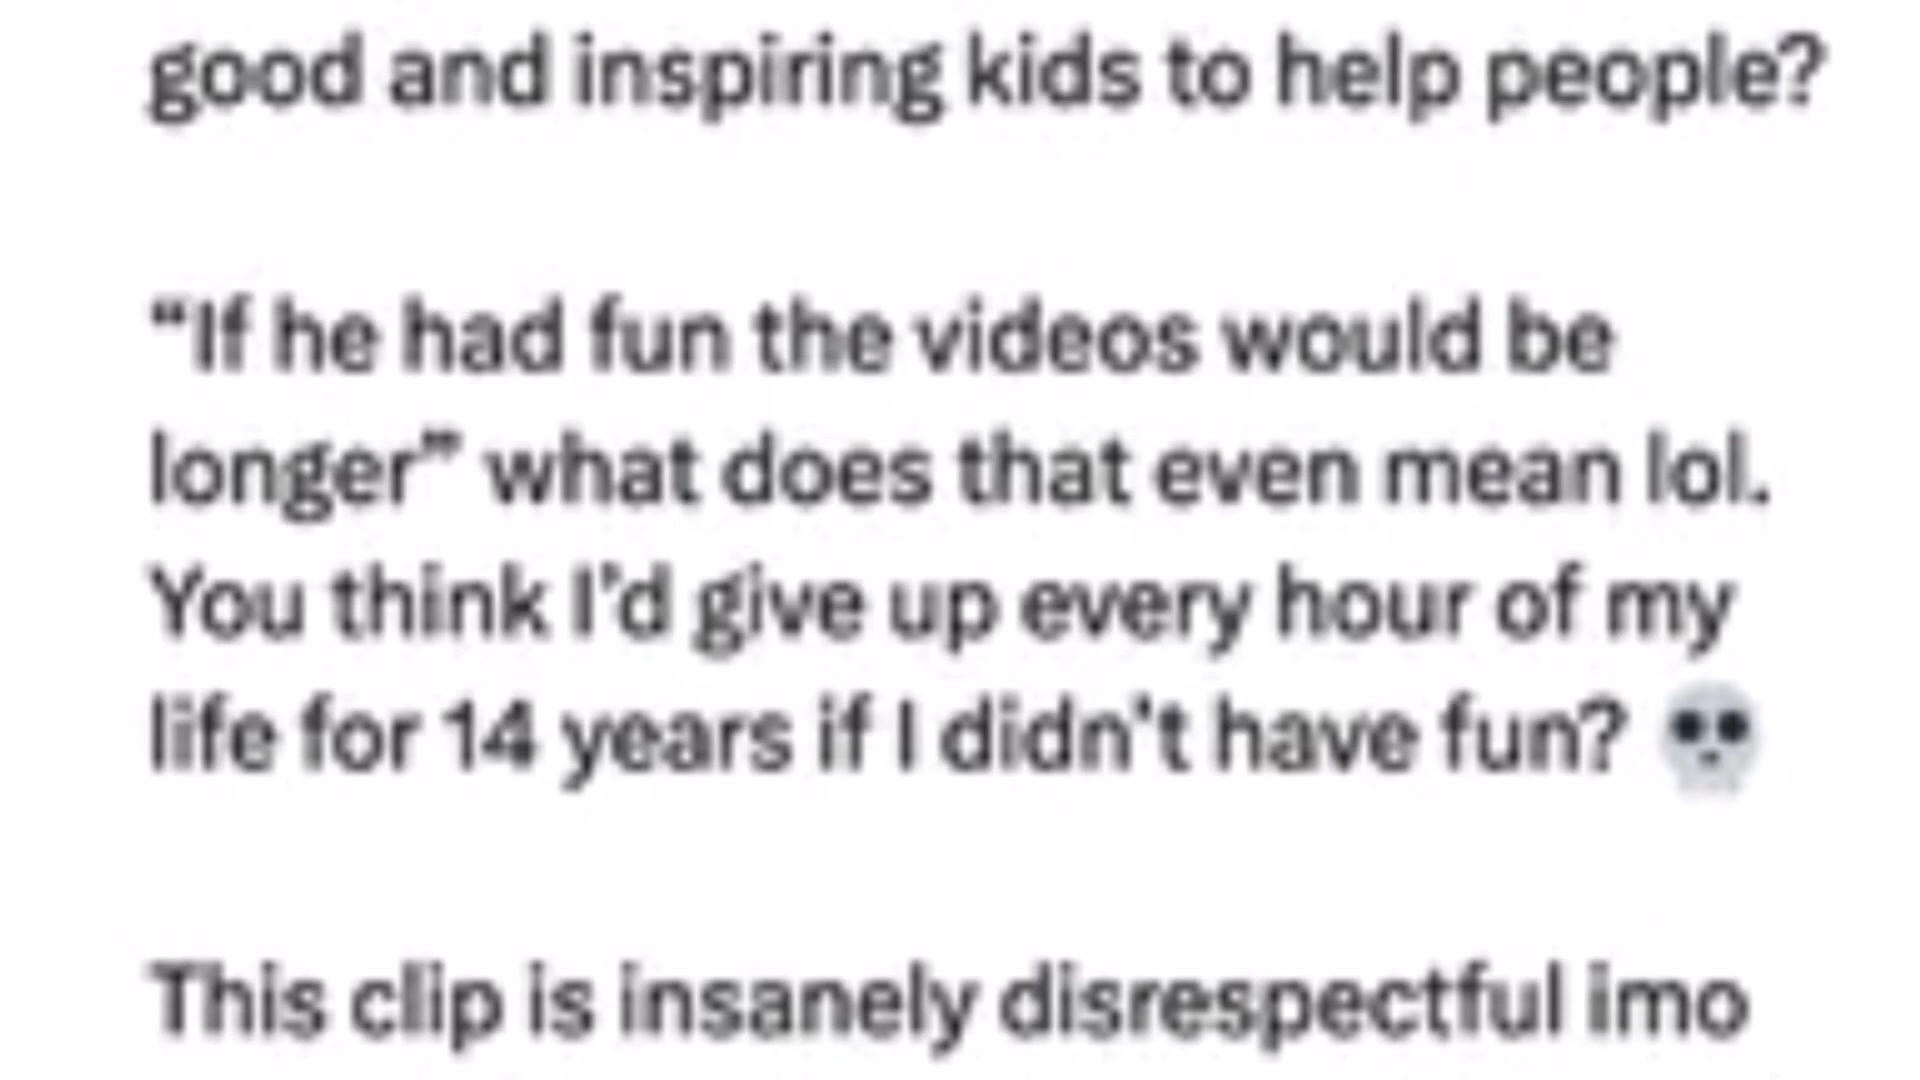 good and inspiring kids to help people?
“If he had fun the videos would be
longer” what does that even mean lol.
You think I’d give up every hour of my
life for 14 years if I didn't have fun? 💀
This clip is insanely disrespectful imo